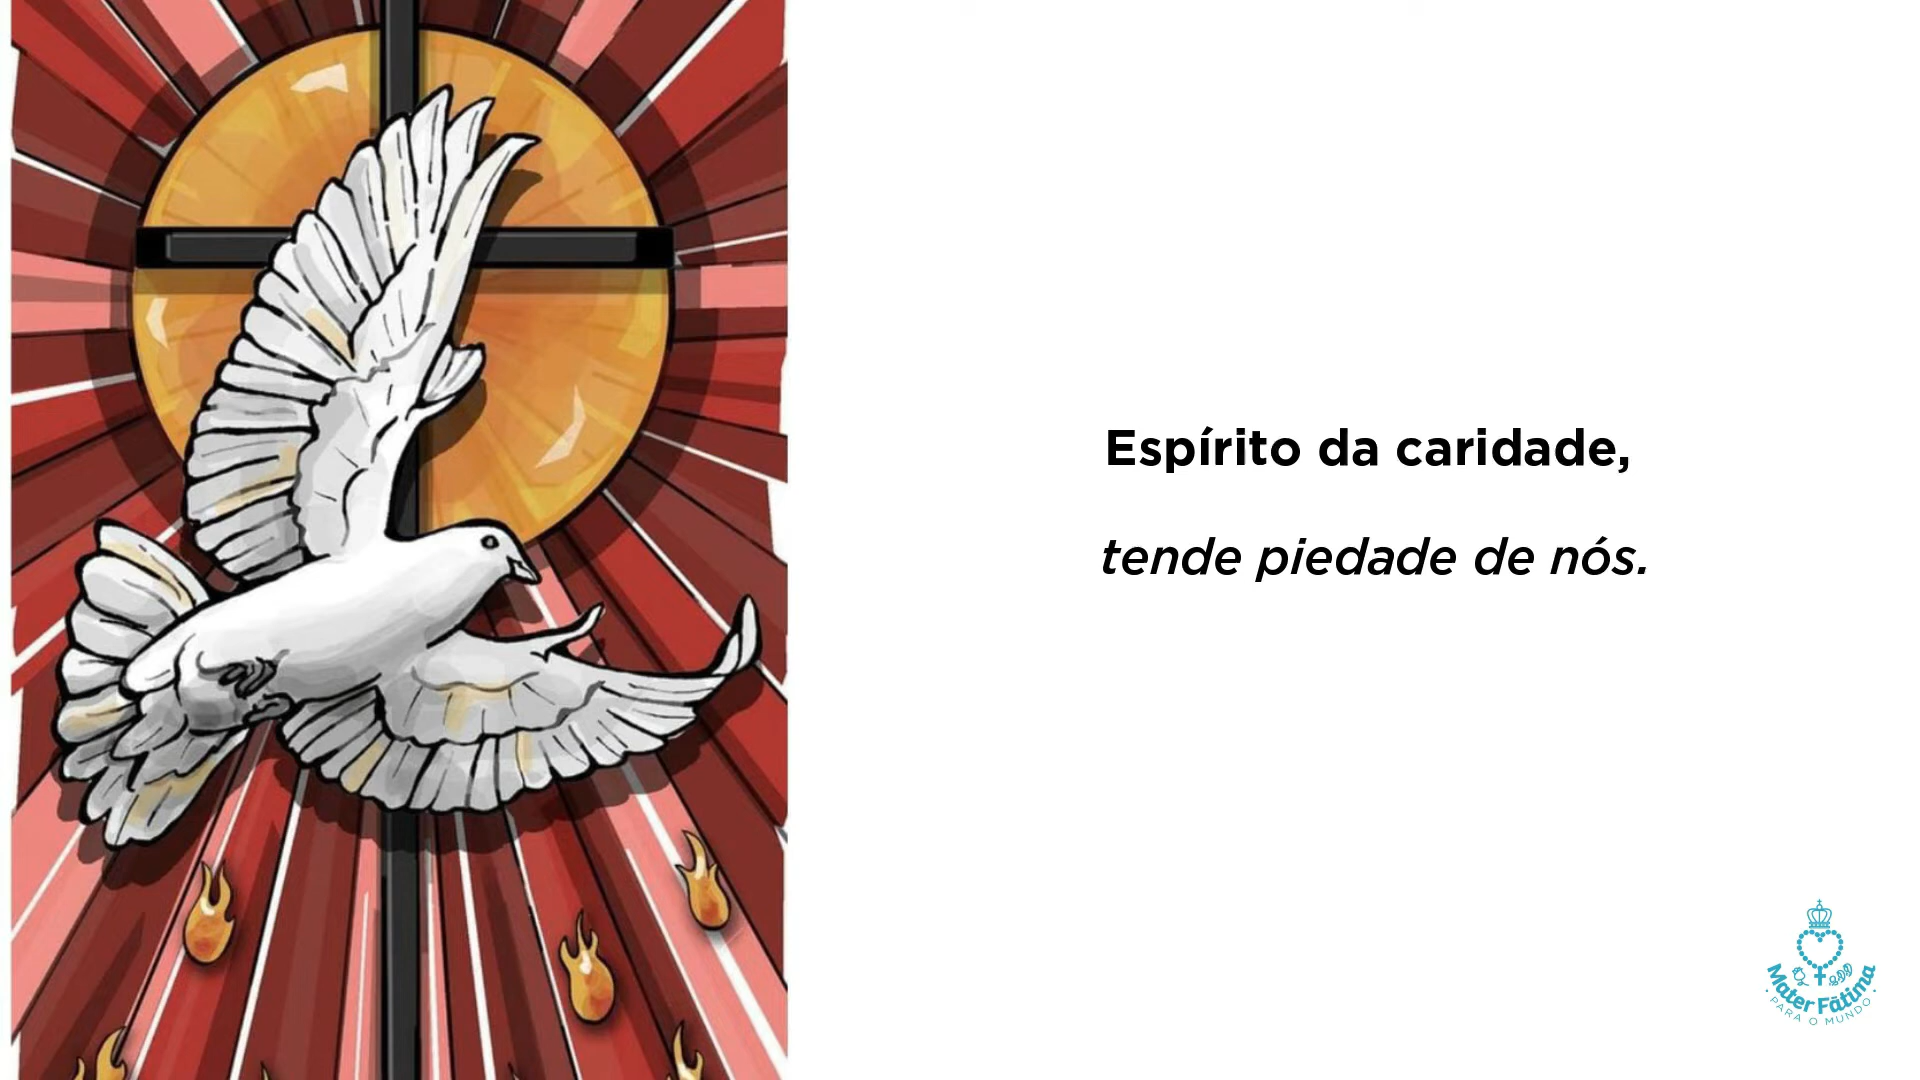 Espírito da caridade,
tende piedade de nós.
Mater Fátima
PARA O MUNDO